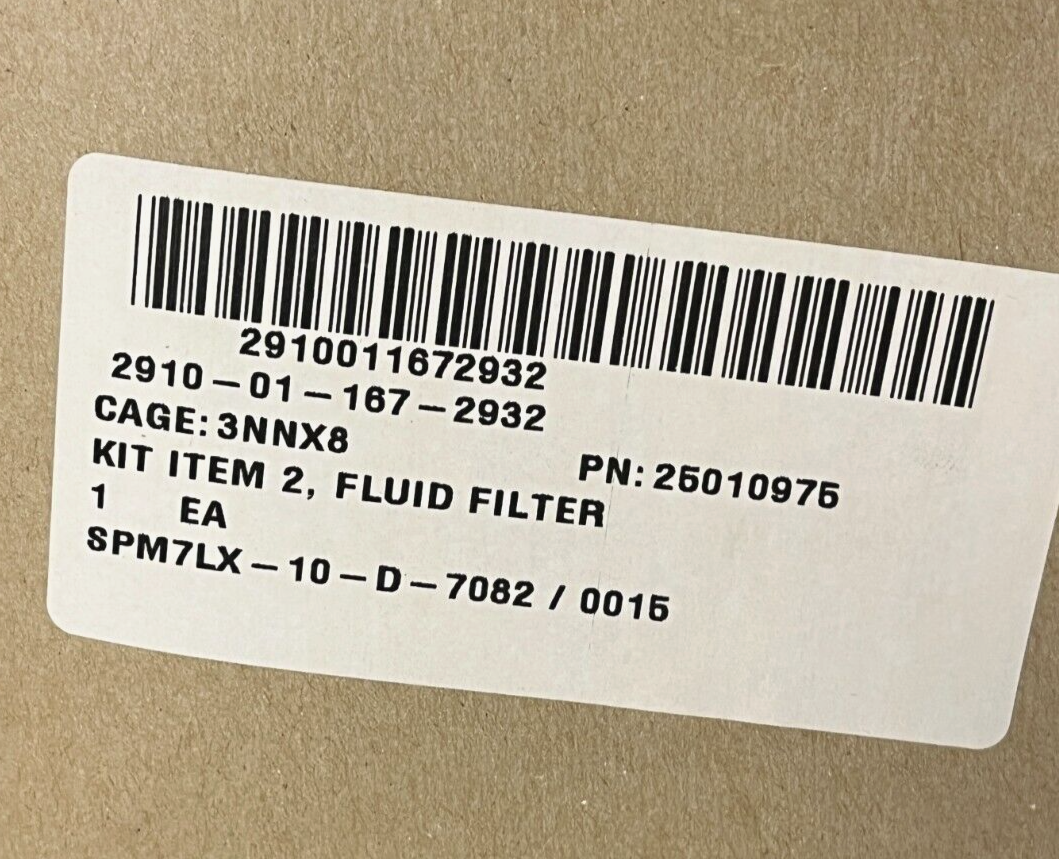 2910011672932
2910-01-167-2932
CAGE: 3NNX8 PN: 25010975
KIT ITEM 2, FLUID FILTER
1 EA
SPM7LX-10-D-7082 / 0015